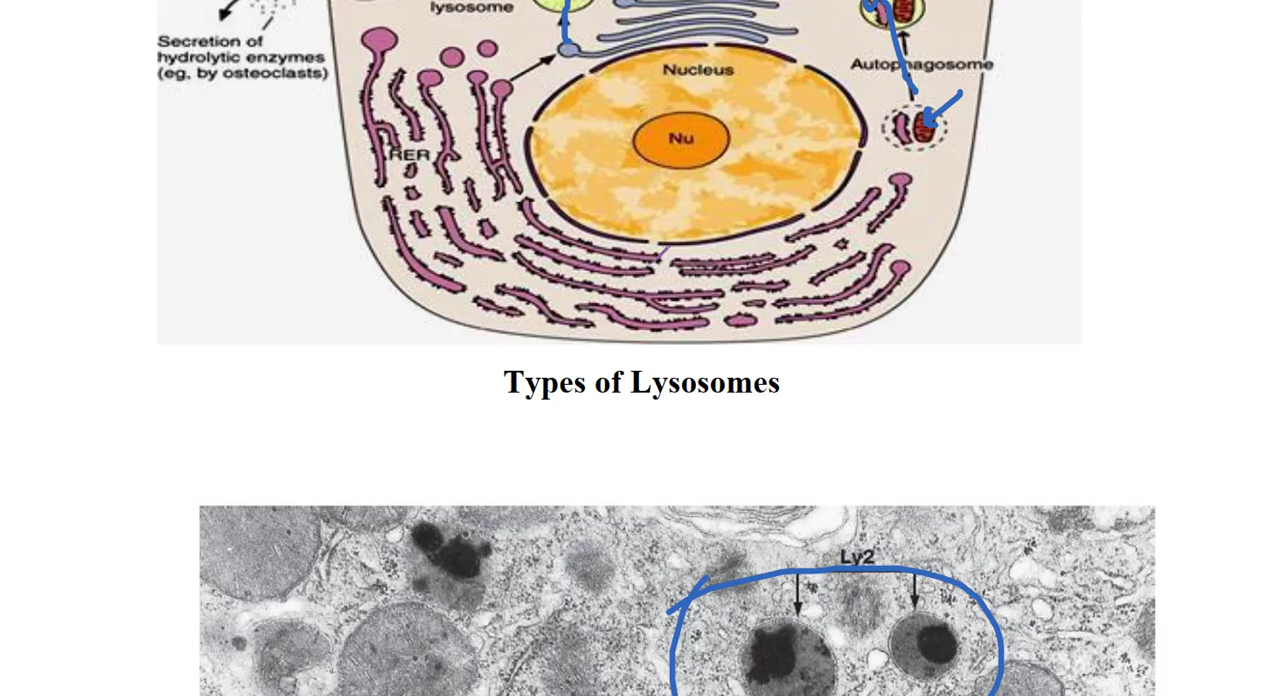 lysosome
Secretion of
hydrolytic enzymes
(eg, by osteoclasts)
Nucleus
Autophagosome
Nu
RER
Types of Lysosomes
Ly2